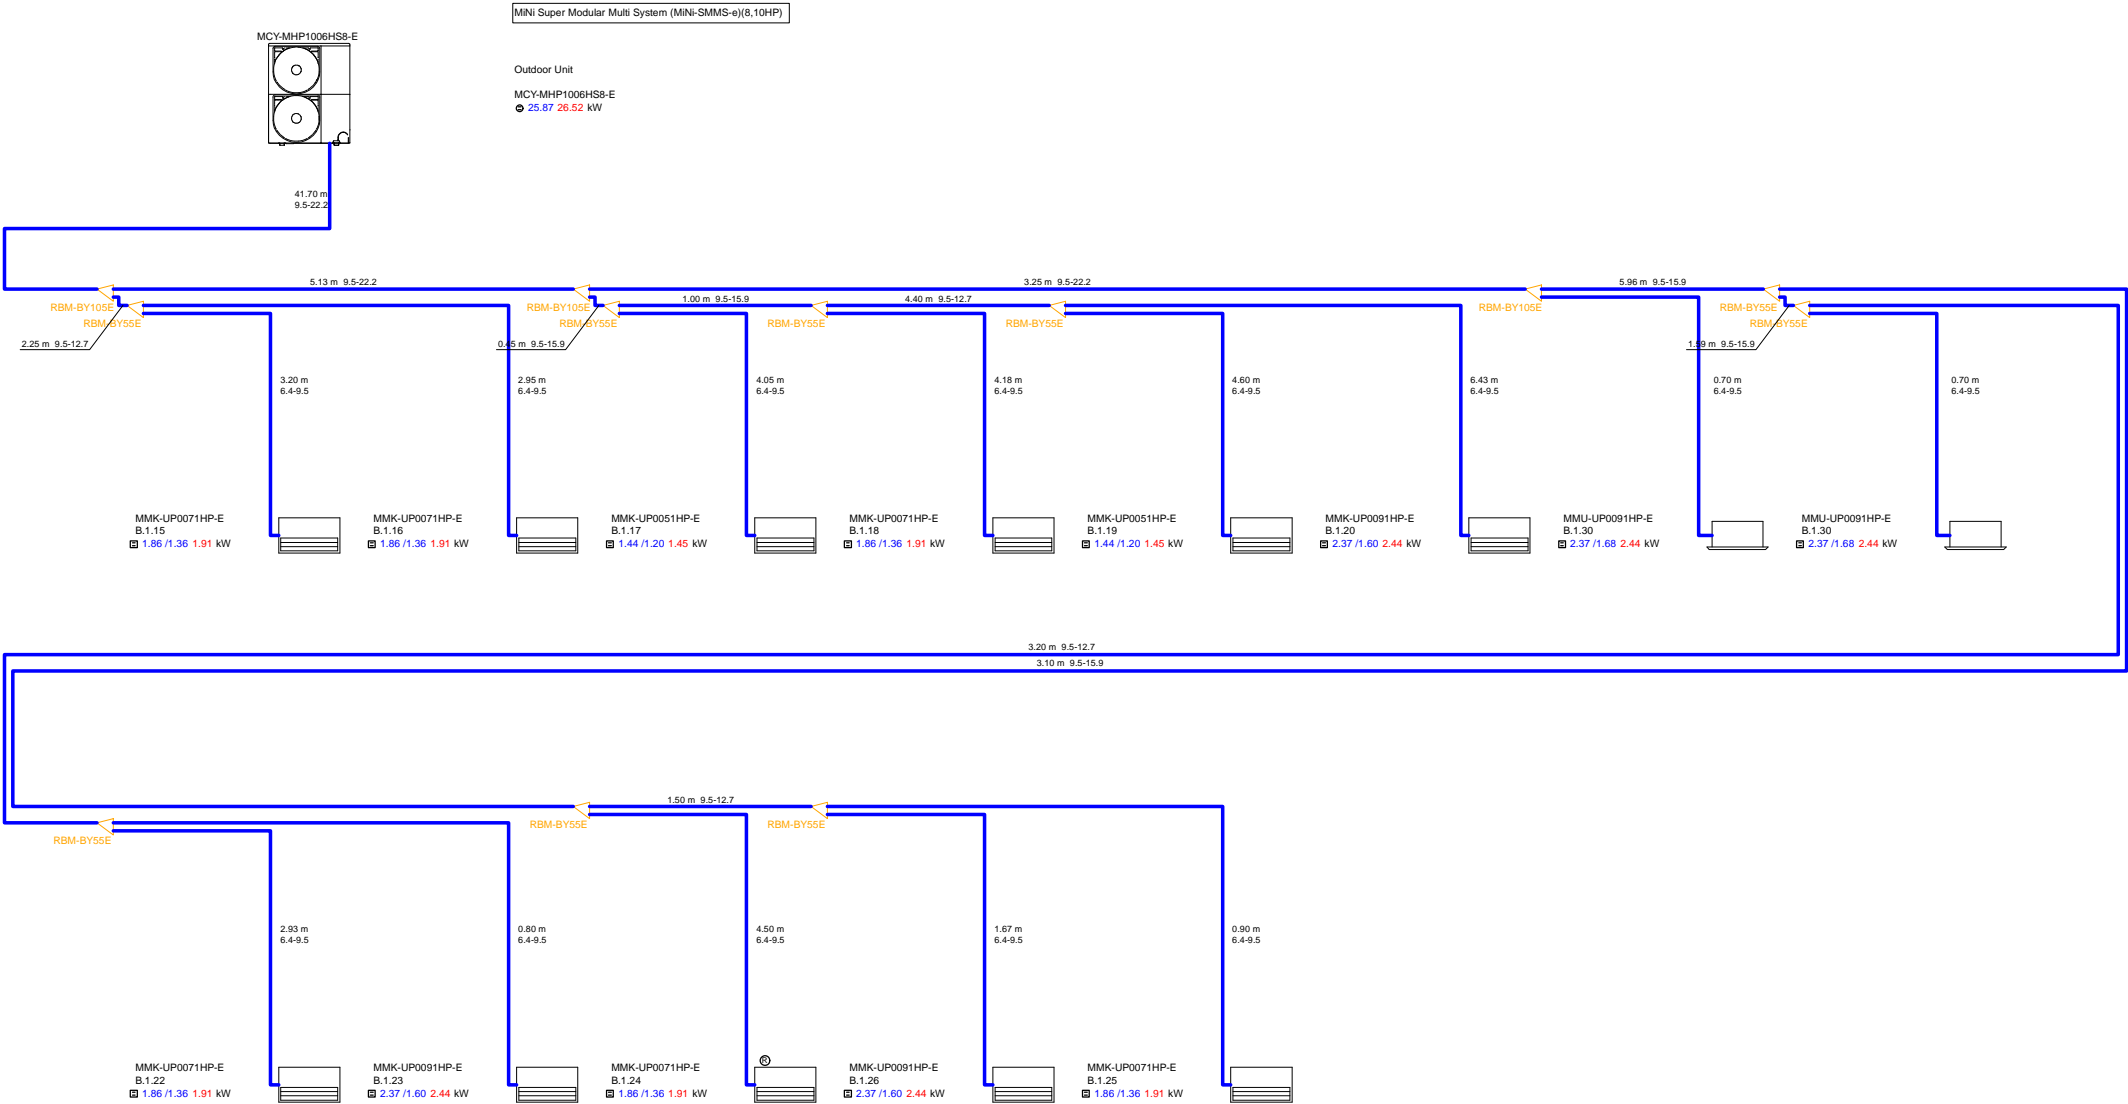 MiNi Super Modular Multi System (MiNi-SMMS-e)(8,10HP)
MCY-MHP1006HS8-E
Outdoor Unit
MCY-MHP1006HS8-E
25.87 26.52 kW
41.70 m
9.5-22.2
5.13 m 9.5-22.2
3.25 m 9.5-22.2
5.96 m 9.5-15.9
1.00 m 9.5-15.9
4.40 m 9.5-12.7
RBM-BY105E
RBM-BY105E
RBM-BY105E
RBM-BY55E
RBM-BY55E
RBM-BY55E
RBM-BY55E
RBM-BY55E
RBM-BY55E
2.25 m 9.5-12.7
0.45 m 9.5-15.9
1.59 m 9.5-15.9
3.20 m
6.4-9.5
2.95 m
6.4-9.5
4.05 m
6.4-9.5
4.18 m
6.4-9.5
4.60 m
6.4-9.5
6.43 m
6.4-9.5
0.70 m
6.4-9.5
0.70 m
6.4-9.5
MMK-UP0071HP-E
B.1.15
1.86 /1.36 1.91 kW
MMK-UP0071HP-E
B.1.16
1.86 /1.36 1.91 kW
MMK-UP0051HP-E
B.1.17
1.44 /1.20 1.45 kW
MMK-UP0071HP-E
B.1.18
1.86 /1.36 1.91 kW
MMK-UP0051HP-E
B.1.19
1.44 /1.20 1.45 kW
MMK-UP0091HP-E
B.1.20
2.37 /1.60 2.44 kW
MMU-UP0091HP-E
B.1.30
2.37 /1.68 2.44 kW
MMU-UP0091HP-E
B.1.30
2.37 /1.68 2.44 kW
3.20 m 9.5-12.7
3.10 m 9.5-15.9
1.50 m 9.5-12.7
RBM-BY55E
RBM-BY55E
RBM-BY55E
2.93 m
6.4-9.5
0.80 m
6.4-9.5
4.50 m
6.4-9.5
1.67 m
6.4-9.5
0.90 m
6.4-9.5
R
MMK-UP0071HP-E
B.1.22
1.86 /1.36 1.91 kW
MMK-UP0091HP-E
B.1.23
2.37 /1.60 2.44 kW
MMK-UP0071HP-E
B.1.24
1.86 /1.36 1.91 kW
MMK-UP0091HP-E
B.1.26
2.37 /1.60 2.44 kW
MMK-UP0071HP-E
B.1.25
1.86 /1.36 1.91 kW